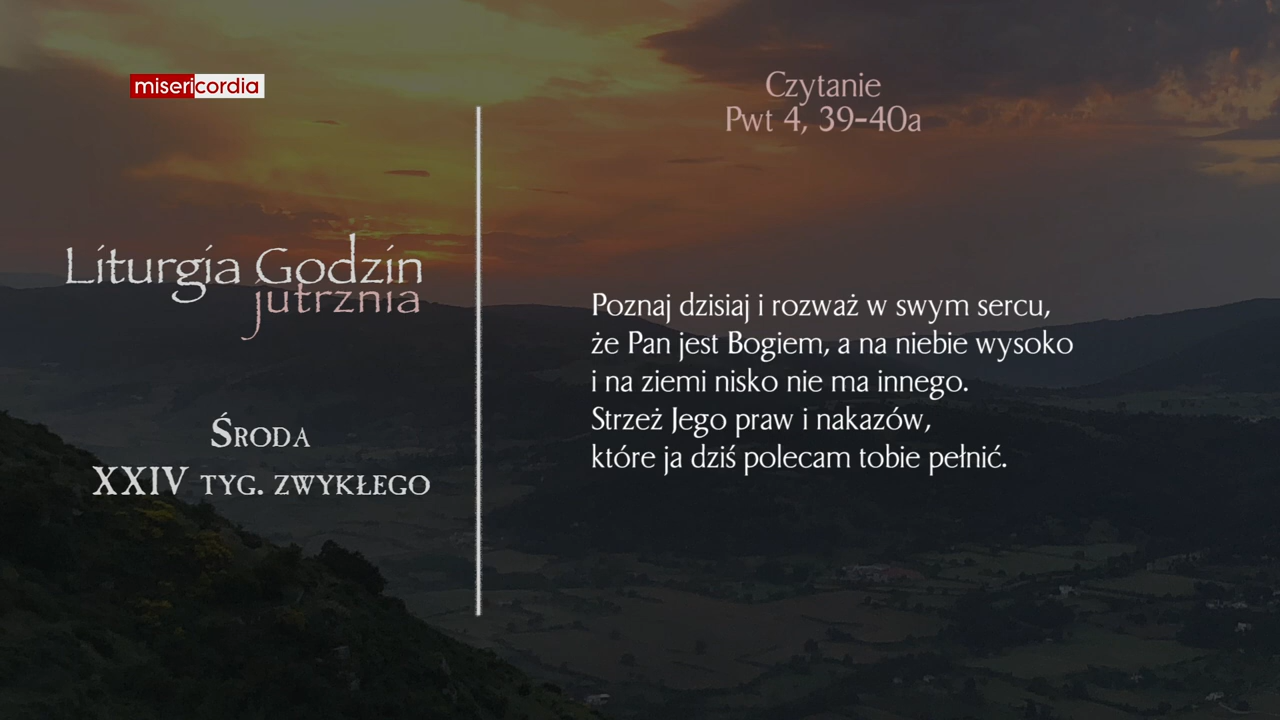 misericordia
Liturgia Godzin
jutrznia
Środa
XXIV tyg. zwykłego
Czytanie
Pwt 4, 39-40a
Poznaj dzisiaj i rozważ w swym sercu,
że Pan jest Bogiem, a na niebie wysoko
i na ziemi nisko nie ma innego.
Strzeż Jego praw i nakazów,
które ja dziś polecam tobie pełnić.